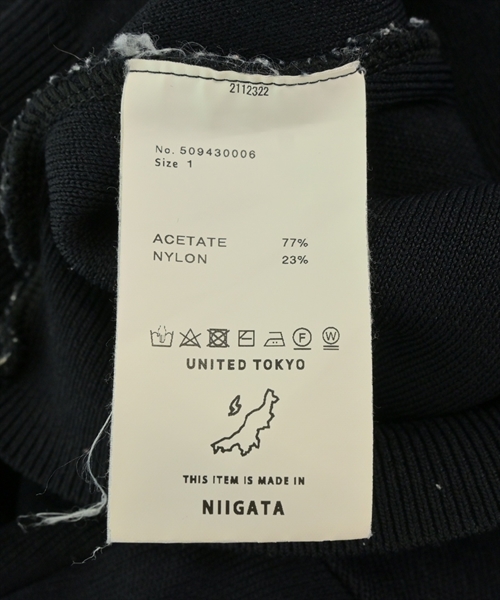 2112322
No. 509430006
Size 1
ACETATE 77%
NYLON 23%
F W
UNITED TOKYO
THIS ITEM IS MADE IN
NIIGATA